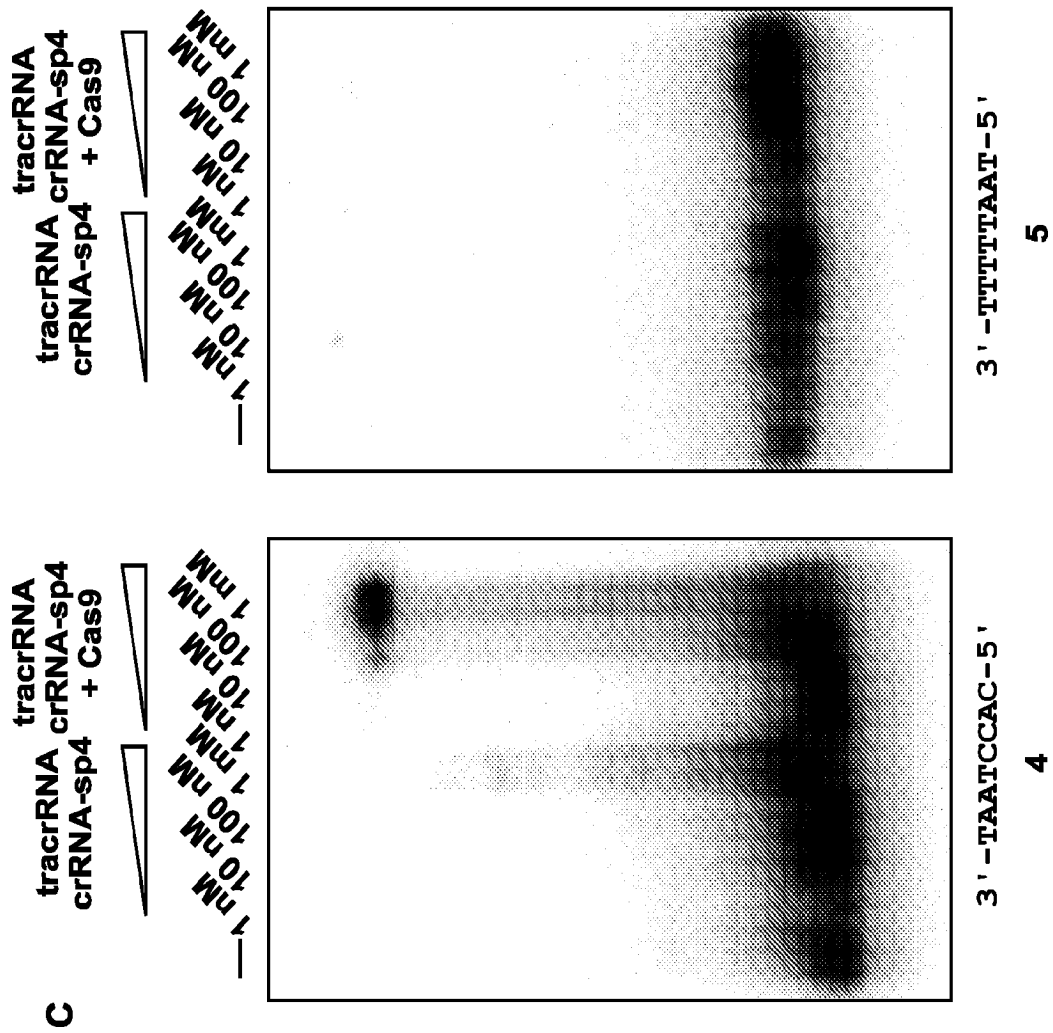 C
tracrRNA
crRNA-sp4
tracrRNA
crRNA-sp4
+ Cas9
— 1 nM 10 nM 100 nM 1 mM 1 nM 10 nM 100 nM 1 mM
3'-TAATCCAC-5'
4
tracrRNA
crRNA-sp4
tracrRNA
crRNA-sp4
+ Cas9
— 1 nM 10 nM 100 nM 1 mM 1 nM 10 nM 100 nM 1 mM
3'-TTTTTAAT-5'
5